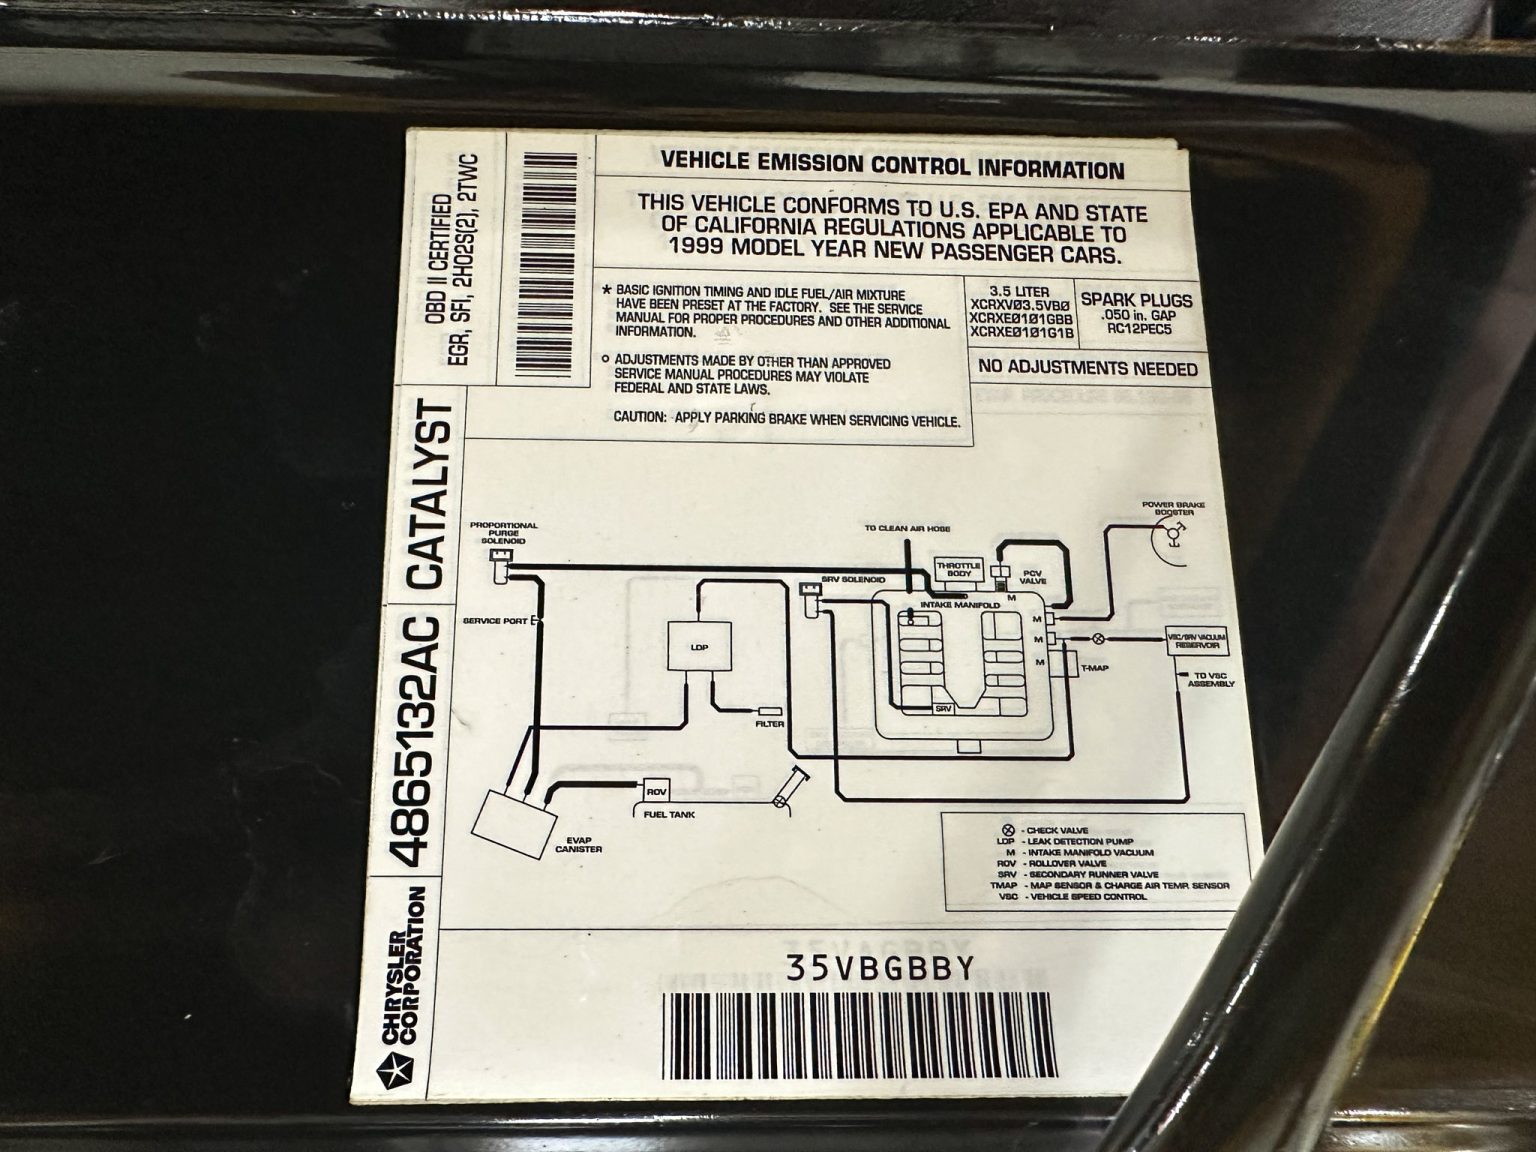 OBD II CERTIFIED
EGR, SFI, 2HO2S(2), 2TWC
VEHICLE EMISSION CONTROL INFORMATION
THIS VEHICLE CONFORMS TO U.S. EPA AND STATE
OF CALIFORNIA REGULATIONS APPLICABLE TO
1999 MODEL YEAR NEW PASSENGER CARS.
* BASIC IGNITION TIMING AND IDLE FUEL/AIR MIXTURE
HAVE BEEN PRESET AT THE FACTORY. SEE THE SERVICE
MANUAL FOR PROPER PROCEDURES AND OTHER ADDITIONAL
INFORMATION.
o ADJUSTMENTS MADE BY OTHER THAN APPROVED
SERVICE MANUAL PROCEDURES MAY VIOLATE
FEDERAL AND STATE LAWS.
CAUTION: APPLY PARKING BRAKE WHEN SERVICING VEHICLE.
3.5 LITER
XCRXV03.5VB0
XCRXE0101GBB
XCRXE0101G1B
SPARK PLUGS
.050 in. GAP
RC12PEC5
NO ADJUSTMENTS NEEDED
CHRYSLER
CORPORATION
4865132AC CATALYST
PROPORTIONAL
PURGE
SOLENOID
SERVICE PORT
LDP
FILTER
EVAP
CANISTER
ROV
FUEL TANK
SRV SOLENOID
TO CLEAN AIR HOSE
THROTTLE
BODY
PCV
VALVE
M
INTAKE MANIFOLD
M
M
M
T-MAP
SRV
POWER BRAKE
BOOSTER
VSC/SRV VACUUM
RESERVOIR
TO VSC
ASSEMBLY
⊗ - CHECK VALVE
LDP - LEAK DETECTION PUMP
M - INTAKE MANIFOLD VACUUM
ROV - ROLLOVER VALVE
SRV - SECONDARY RUNNER VALVE
TMAP - MAP SENSOR & CHARGE AIR TEMP. SENSOR
VSC - VEHICLE SPEED CONTROL
35VBGBBY